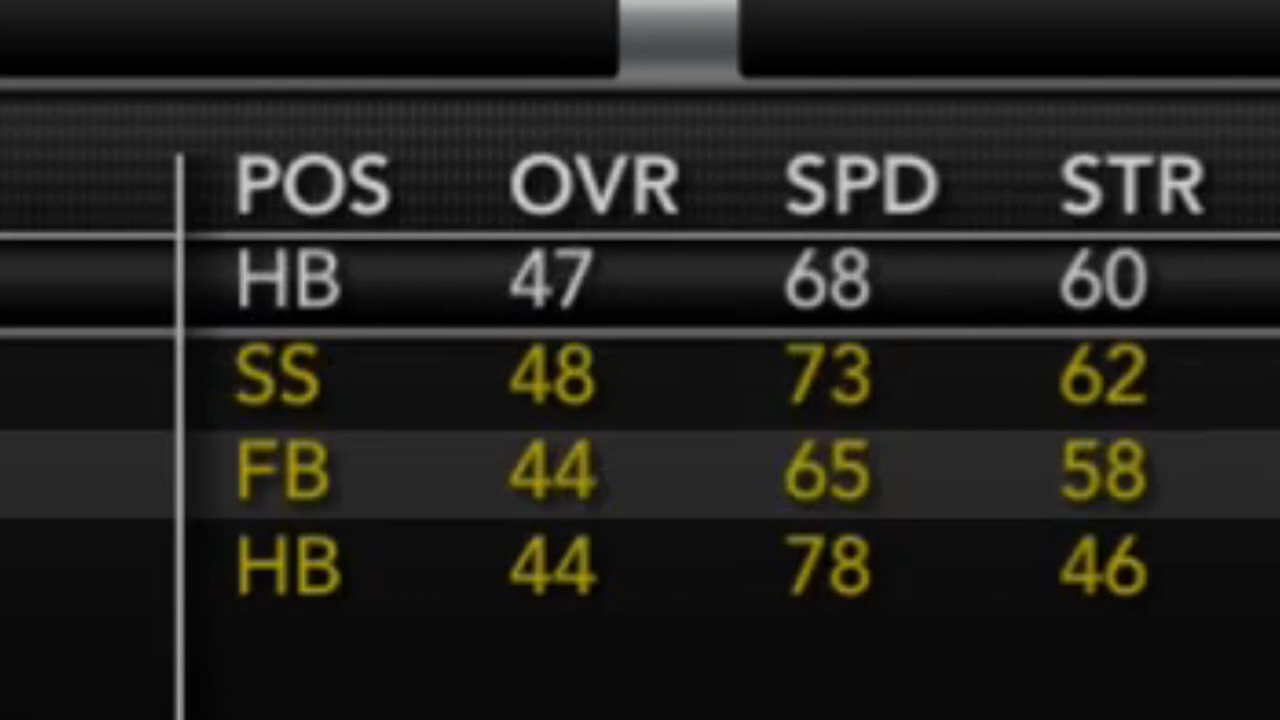 POS OVR SPD STR
HB 47 68 60
SS 48 73 62
FB 44 65 58
HB 44 78 46